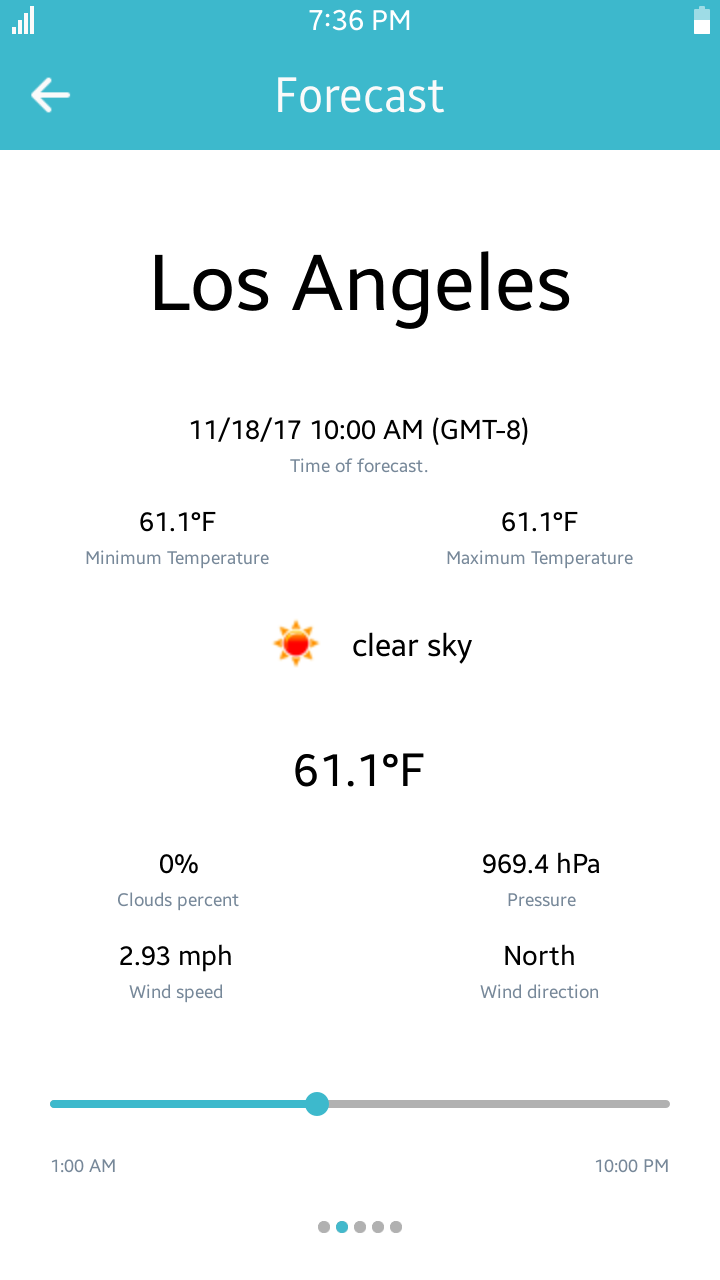 7:36 PM
Forecast
Los Angeles
11/18/17 10:00 AM (GMT-8)
Time of forecast.
61.1°F 61.1°F
Minimum Temperature Maximum Temperature
clear sky
61.1°F
0% 969.4 hPa
Clouds percent Pressure
2.93 mph North
Wind speed Wind direction
1:00 AM 10:00 PM